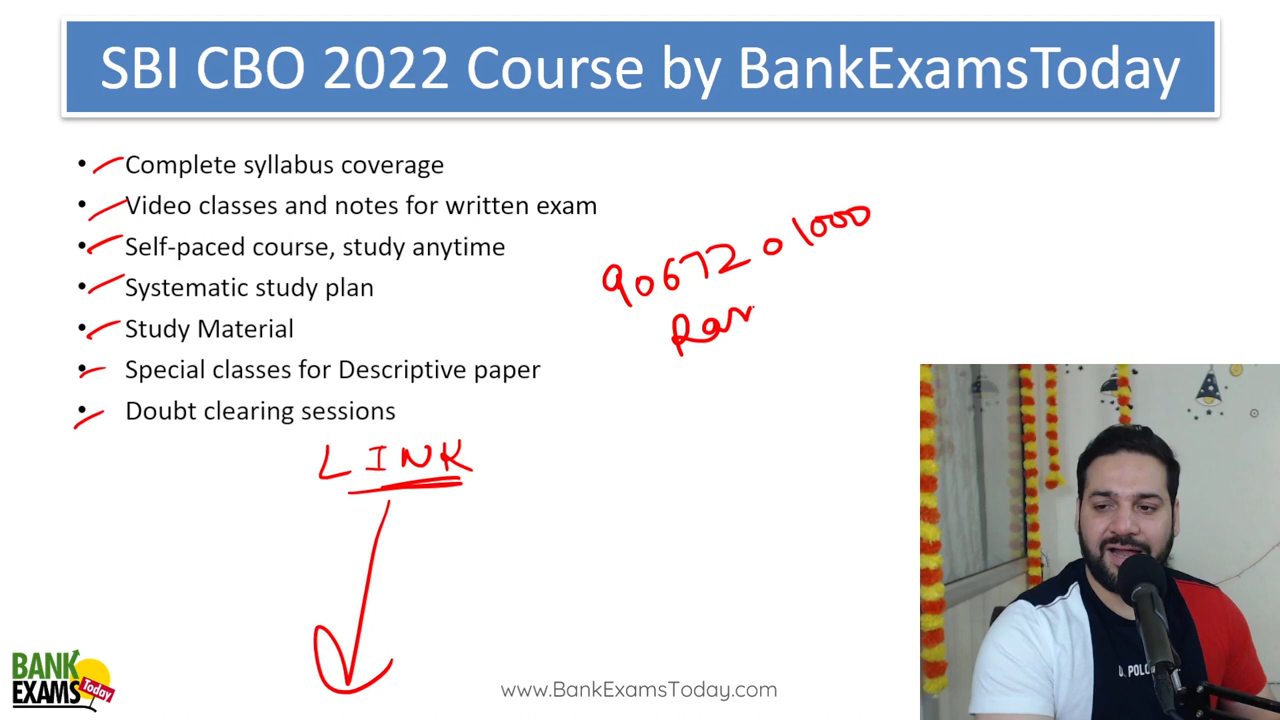 SBI CBO 2022 Course by BankExamsToday
• Complete syllabus coverage
• Video classes and notes for written exam
• Self-paced course, study anytime
• Systematic study plan
• Study Material
• Special classes for Descriptive paper
• Doubt clearing sessions
9067201000
LINK
BANK
EXAMS
Today
www.BankExamsToday.com
U.S. POLO